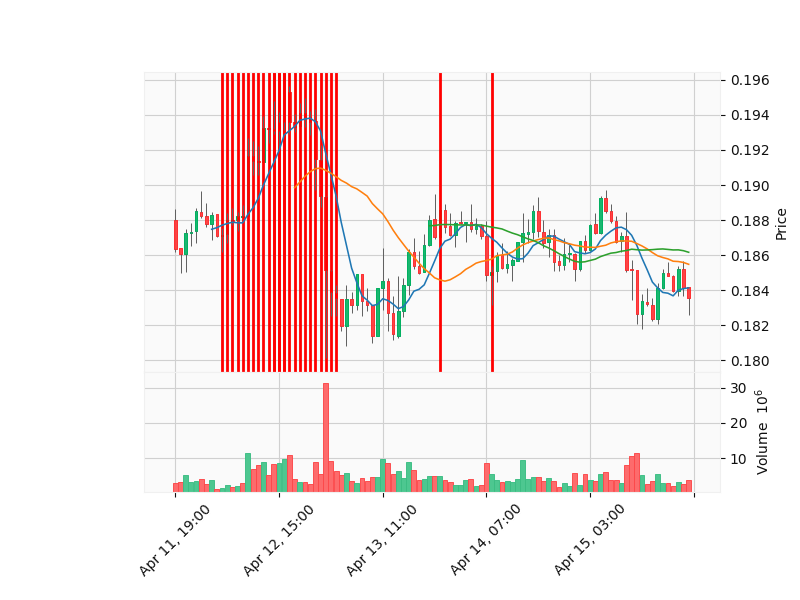 0.196
0.194
0.192
0.190
0.188
0.186
0.184
0.182
0.180
Price
30
20
10
Volume 10^6
Apr 11, 19:00
Apr 12, 15:00
Apr 13, 11:00
Apr 14, 07:00
Apr 15, 03:00